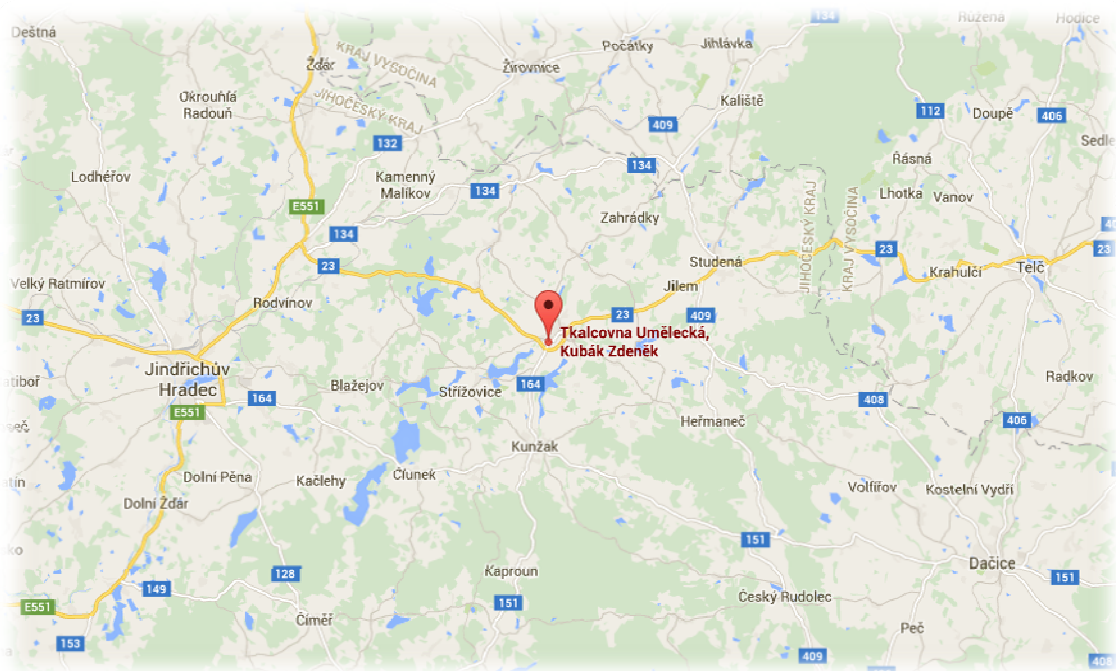 134
Růžená
Hodice
Deštná
Počátky
Jihlávka
KRAJ VYSOČINA
Žďár
Žirovnice
JIHOČESKÝ KRAJ
Okrouhlá
Radouň
Kaliště
112
Doupě
406
409
132
Sedle
134
Řásná
Lodhéřov
Kamenný
Malíkov
134
Lhotka
Vanov
JIHOČESKÝ KRAJ
KRAJ VYSOČINA
E551
Zahrádky
134
23
23
Studená
23
Krahulčí
Telč
Velký Ratmírov
Jilem
Rodvínov
23
23
409
Tkalcovna Umělecká,
Kubák Zdeněk
Jindřichův
Hradec
Blažejov
Střížovice
164
Radkov
164
408
E551
Heřmaneč
406
Kunžak
Dolní Pěna
Kačlehy
Číunek
Volfířov
Kostelní Vydří
Dolní Žďár
151
Dačice
128
Kaproun
149
151
151
Český Rudolec
E551
Číměř
Peč
153
409